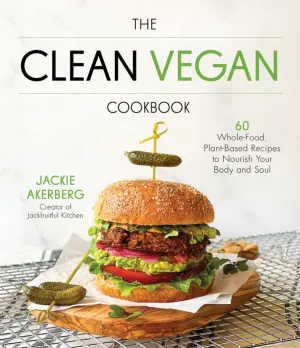 THE
CLEAN VEGAN
COOKBOOK
60
Whole-Food,
Plant-Based Recipes
to Nourish Your
Body and Soul
JACKIE
AKERBERG
Creator of
Jackfruitful Kitchen